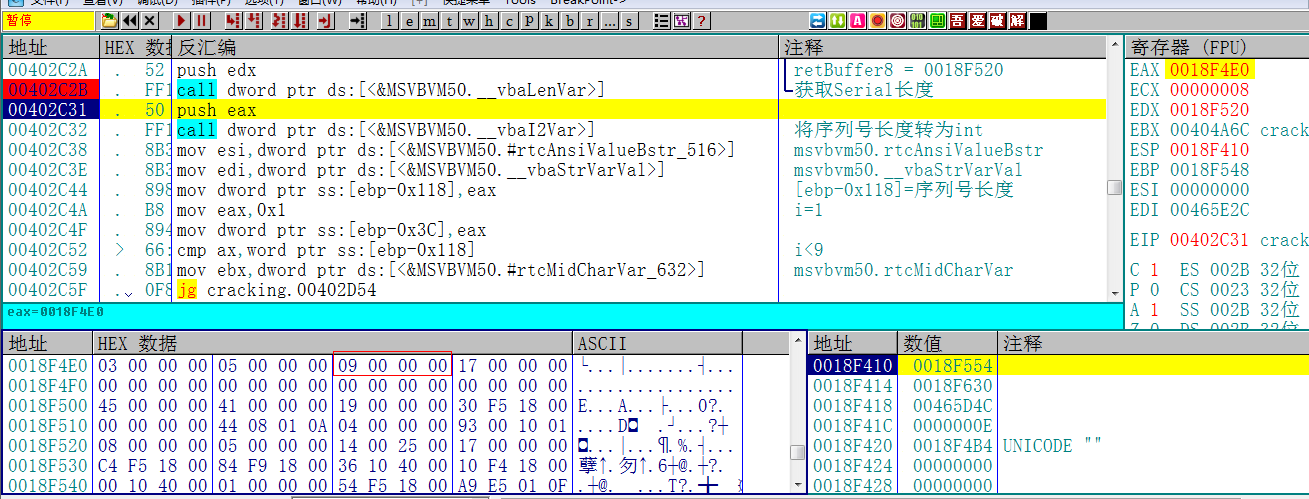 暂停 l e m t w h c p k b r ... s 吾 爱 破 解
地址 HEX 数据 反汇编 注释 寄存器 (FPU)
00402C2A . 52 push edx retBuffer8 = 0018F520 EAX 0018F4E0
00402C2B . FF1 call dword ptr ds:[<&MSVBVM50.__vbaLenVar>] 获取Serial长度 ECX 00000008
00402C31 . 50 push eax EDX 0018F520
00402C32 . FF1 call dword ptr ds:[<&MSVBVM50.__vbaI2Var>] 将序列号长度转为int EBX 00404A6C crack
00402C38 . 8B3 mov esi,dword ptr ds:[<&MSVBVM50.#rtcAnsiValueBstr_516>] msvbvm50.rtcAnsiValueBstr ESP 0018F410
00402C3E . 8B3 mov edi,dword ptr ds:[<&MSVBVM50.__vbaStrVarVal>] msvbvm50.__vbaStrVarVal EBP 0018F548
00402C44 . 898 mov dword ptr ss:[ebp-0x118],eax [ebp-0x118]=序列号长度 ESI 00000000
00402C4A . B8 mov eax,0x1 i=1 EDI 00465E2C
00402C4F . 894 mov dword ptr ss:[ebp-0x3C],eax EIP 00402C31 crack
00402C52 > 66: cmp ax,word ptr ss:[ebp-0x118] i<9
00402C59 . 8B1 mov ebx,dword ptr ds:[<&MSVBVM50.#rtcMidCharVar_632>] msvbvm50.rtcMidCharVar C 1 ES 002B 32位
00402C5F . 0F8 jg cracking.00402D54 P 0 CS 0023 32位
eax=0018F4E0 A 1 SS 002B 32位
地址 HEX 数据 ASCII 地址 数值 注释
0018F4E0 03 00 00 00 05 00 00 00 09 00 00 00 17 00 00 00 0018F410 0018F554
0018F4F0 00 00 00 00 00 00 00 00 00 00 00 00 00 00 00 00 ................ 0018F414 0018F630
0018F500 45 00 00 00 41 00 00 00 19 00 00 00 30 F5 18 00 0018F418 00465D4C
0018F510 00 00 00 00 44 08 01 0A 04 00 00 00 93 00 10 01 0018F41C 0000000E
0018F520 08 00 00 00 05 00 00 00 14 00 25 00 17 00 00 00 0018F420 0018F4B4 UNICODE ""
0018F530 C4 F5 18 00 84 F9 18 00 36 10 40 00 10 F4 18 00 0018F424 00000000
0018F540 00 10 40 00 01 00 00 00 54 F5 18 00 A9 E5 01 0F 0018F428 00000000